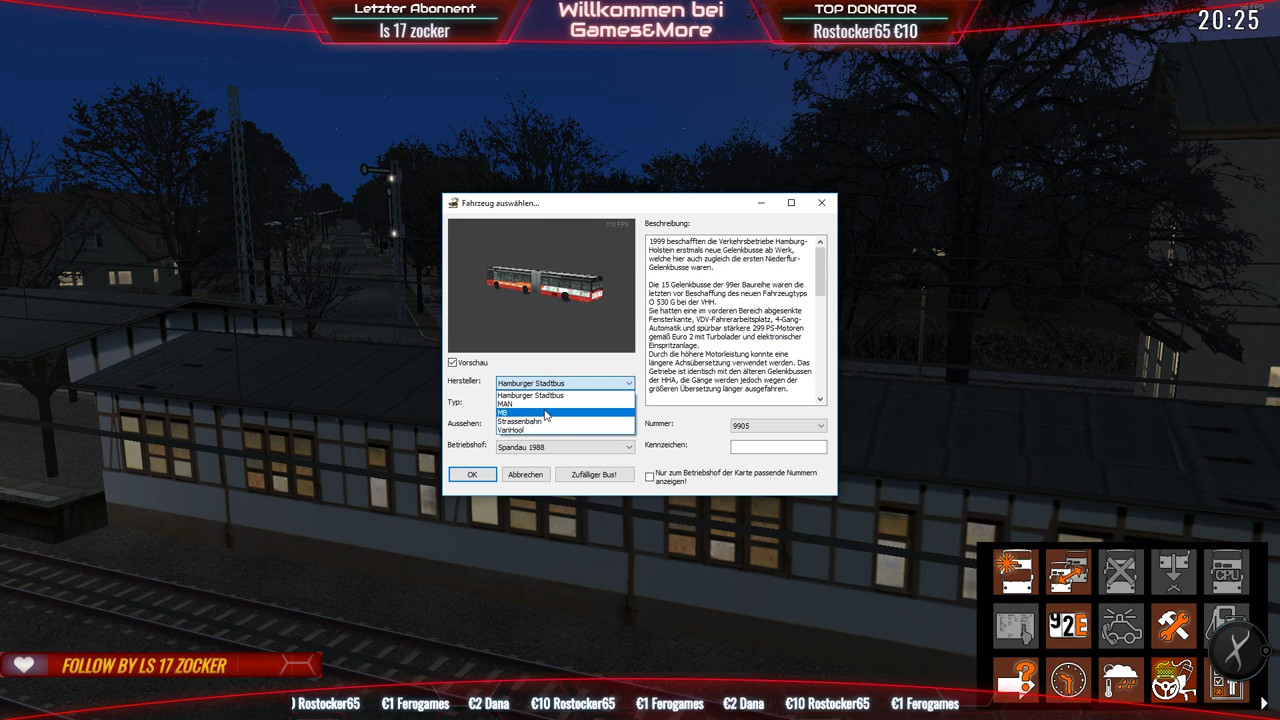 Letzter Abonnent
ls 17 zocker
Willkommen bei
Games&More
TOP DONATOR
Rostocker65 €10
20:25
Fahrzeug auswählen...
119 FPS
Vorschau
Hersteller:
Hamburger Stadtbus
Hamburger Stadtbus
MAN
MB
Strassenbahn
VanHool
Typ:
Aussehen:
Betriebshof:
Spandau 1988
OK
Abbrechen
Zufälliger Bus!
Beschreibung:
1999 beschafften die Verkehrsbetriebe Hamburg-
Holstein erstmals neue Gelenkbusse ab Werk,
welche hier auch zugleich die ersten Niederflur-
Gelenkbusse waren.
Die 15 Gelenkbusse der 99er Baureihe waren die
letzten vor Beschaffung des neuen Fahrzeugtyps
O 530 G bei der VHH.
Sie hatten eine im vorderen Bereich abgesenkte
Fensterkante, VDV-Fahrerarbeitsplatz, 4-Gang-
Automatik und spürbar stärkere 299 PS-Motoren
gemäß Euro 2 mit Turbolader und elektronischer
Einspritzanlage.
Durch die höhere Motorleistung konnte eine
längere Achsübersetzung verwendet werden. Das
Getriebe ist identisch mit den älteren Gelenkbussen
der HHA, die Gänge werden jedoch wegen der
größeren Übersetzung länger ausgefahren.
Nummer:
9905
Kennzeichen:
Nur zum Betriebshof der Karte passende Nummern
anzeigen!
CPU
92E
FOLLOW BY LS 17 ZOCKER
) Rostocker65 €1 Ferogames €2 Dana €10 Rostocker65 €1 Ferogames €2 Dana €10 Rostocker65 €1 Ferogames